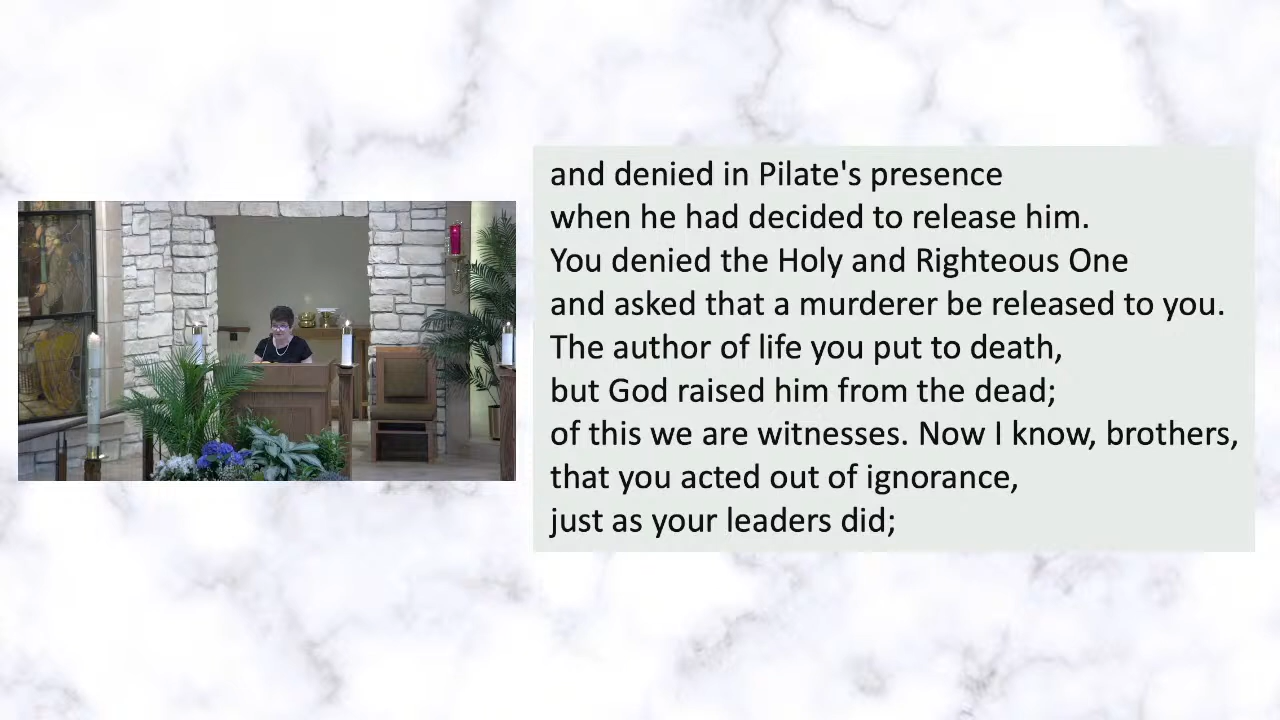 and denied in Pilate's presence
when he had decided to release him.
You denied the Holy and Righteous One
and asked that a murderer be released to you.
The author of life you put to death,
but God raised him from the dead;
of this we are witnesses. Now I know, brothers,
that you acted out of ignorance,
just as your leaders did;